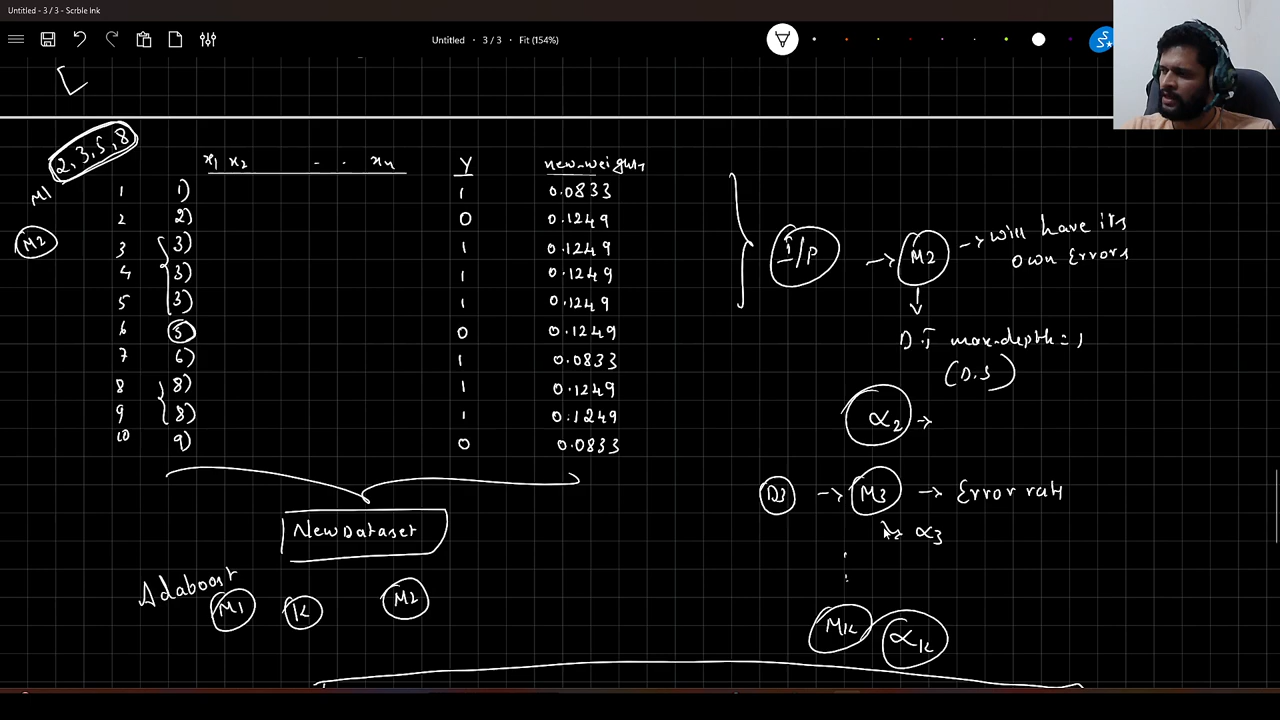 Untitled - 3 / 3 - Scrble Ink
Untitled · 3 / 3 · Fit (154%)
2, 3, 5, 8
M1
M2
x1 x2 - . . xn Y new-weights
1 1) 1 0.0833
2 2) 0 0.1249
3 3) 1 0.1249
4 3) 1 0.1249
5 3) 1 0.1249
6 5) 0 0.1249
7 6) 1 0.0833
8 8) 1 0.1249
9 8) 1 0.1249
10 9) 0 0.0833
New Dataset
Adaboost
M1 K M2
I/P → M2 → will have its
own Errors
D.T max-depth = 1
(D.S)
α2 →
D3 → M3 → Error rate
α3
MK αK